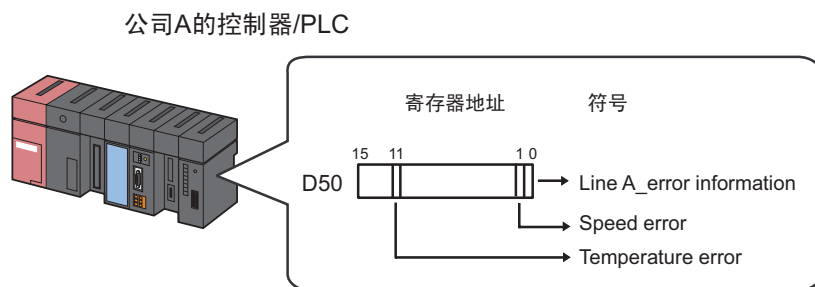 公司A的控制器/PLC
寄存器地址 符号
15 11 1 0
D50 Line A_error information
Speed error
Temperature error